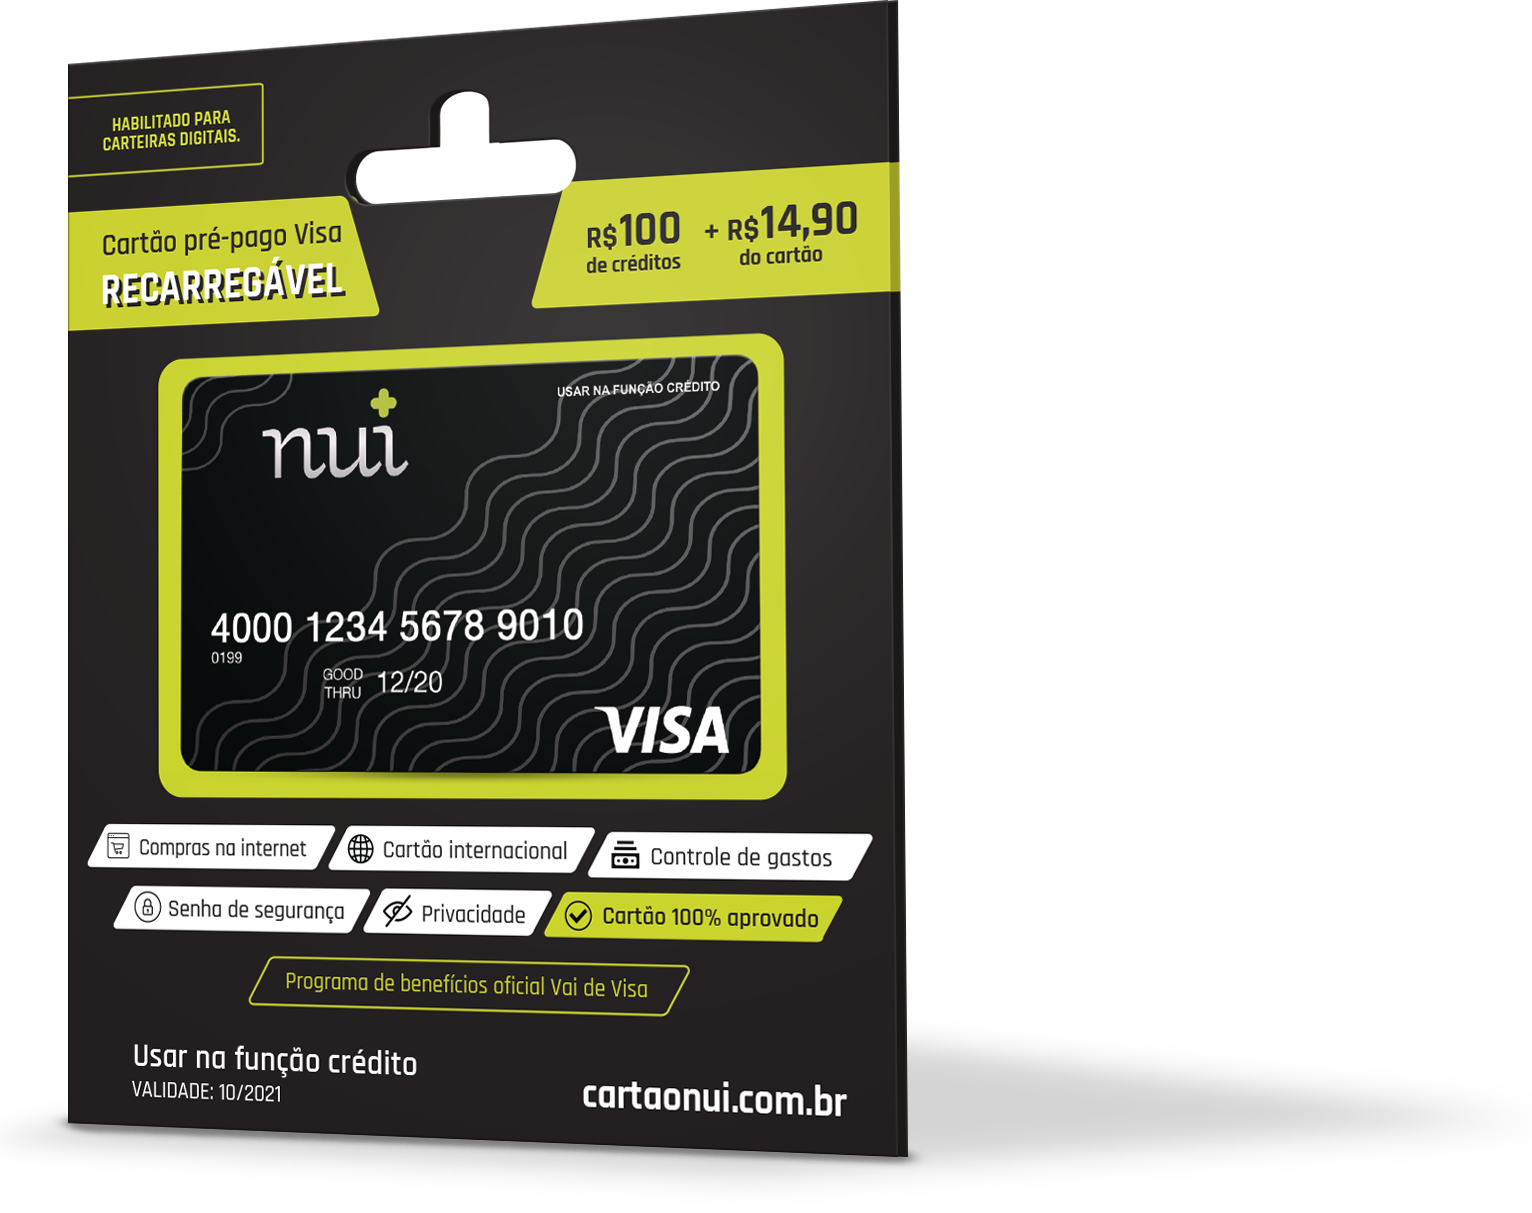 HABILITADO PARA
CARTEIRAS DIGITAIS.
Cartão pré-pago Visa
RECARREGÁVEL
R$100 + R$14,90
de créditos do cartão
USAR NA FUNÇÃO CRÉDITO
nui
4000 1234 5678 9010
0199
GOOD
THRU 12/20
VISA
Compras na internet
Cartão internacional
Controle de gastos
Senha de segurança
Privacidade
Cartão 100% aprovado
Programa de benefícios oficial Vai de Visa
Usar na função crédito
VALIDADE: 10/2021
cartaonui.com.br